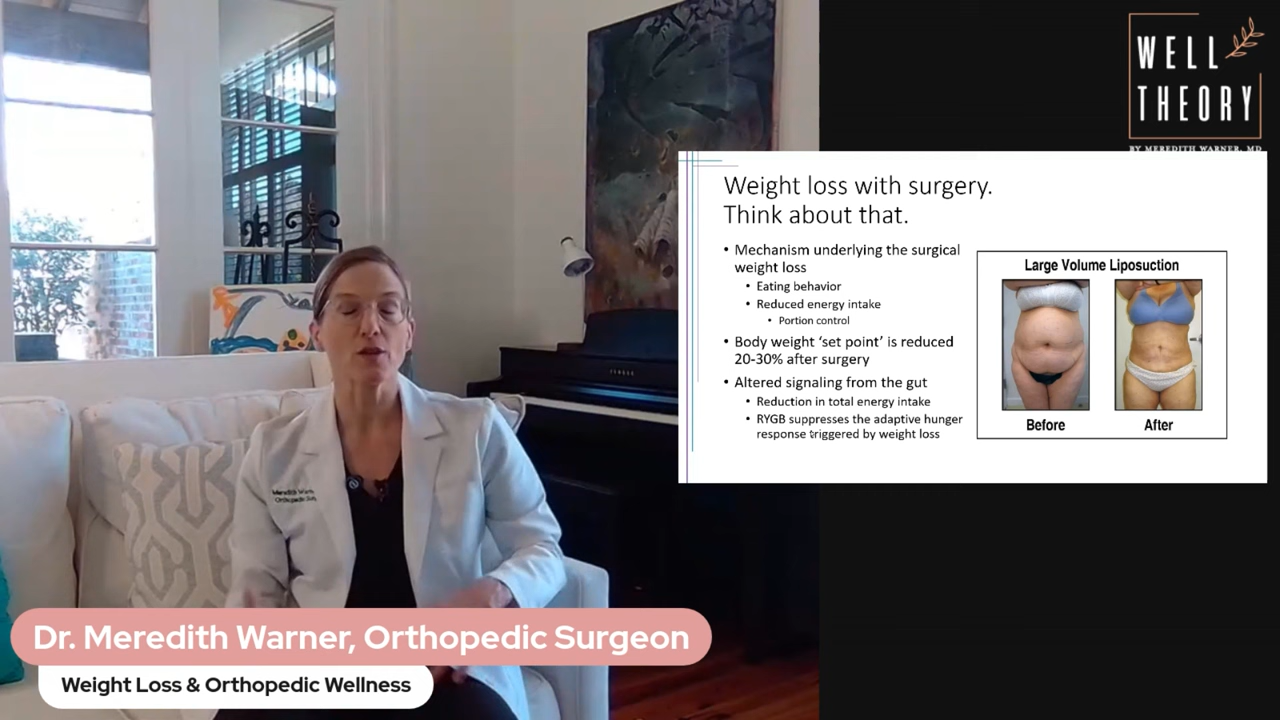 WELL
THEORY
BY MEREDITH WARNER, MD
Weight loss with surgery.
Think about that.
• Mechanism underlying the surgical
weight loss
• Eating behavior
• Reduced energy intake
• Portion control
• Body weight ‘set point’ is reduced
20-30% after surgery
• Altered signaling from the gut
• Reduction in total energy intake
• RYGB suppresses the adaptive hunger
response triggered by weight loss
Large Volume Liposuction
Before
After
Meredith
Orthopedic
Dr. Meredith Warner, Orthopedic Surgeon
Weight Loss & Orthopedic Wellness